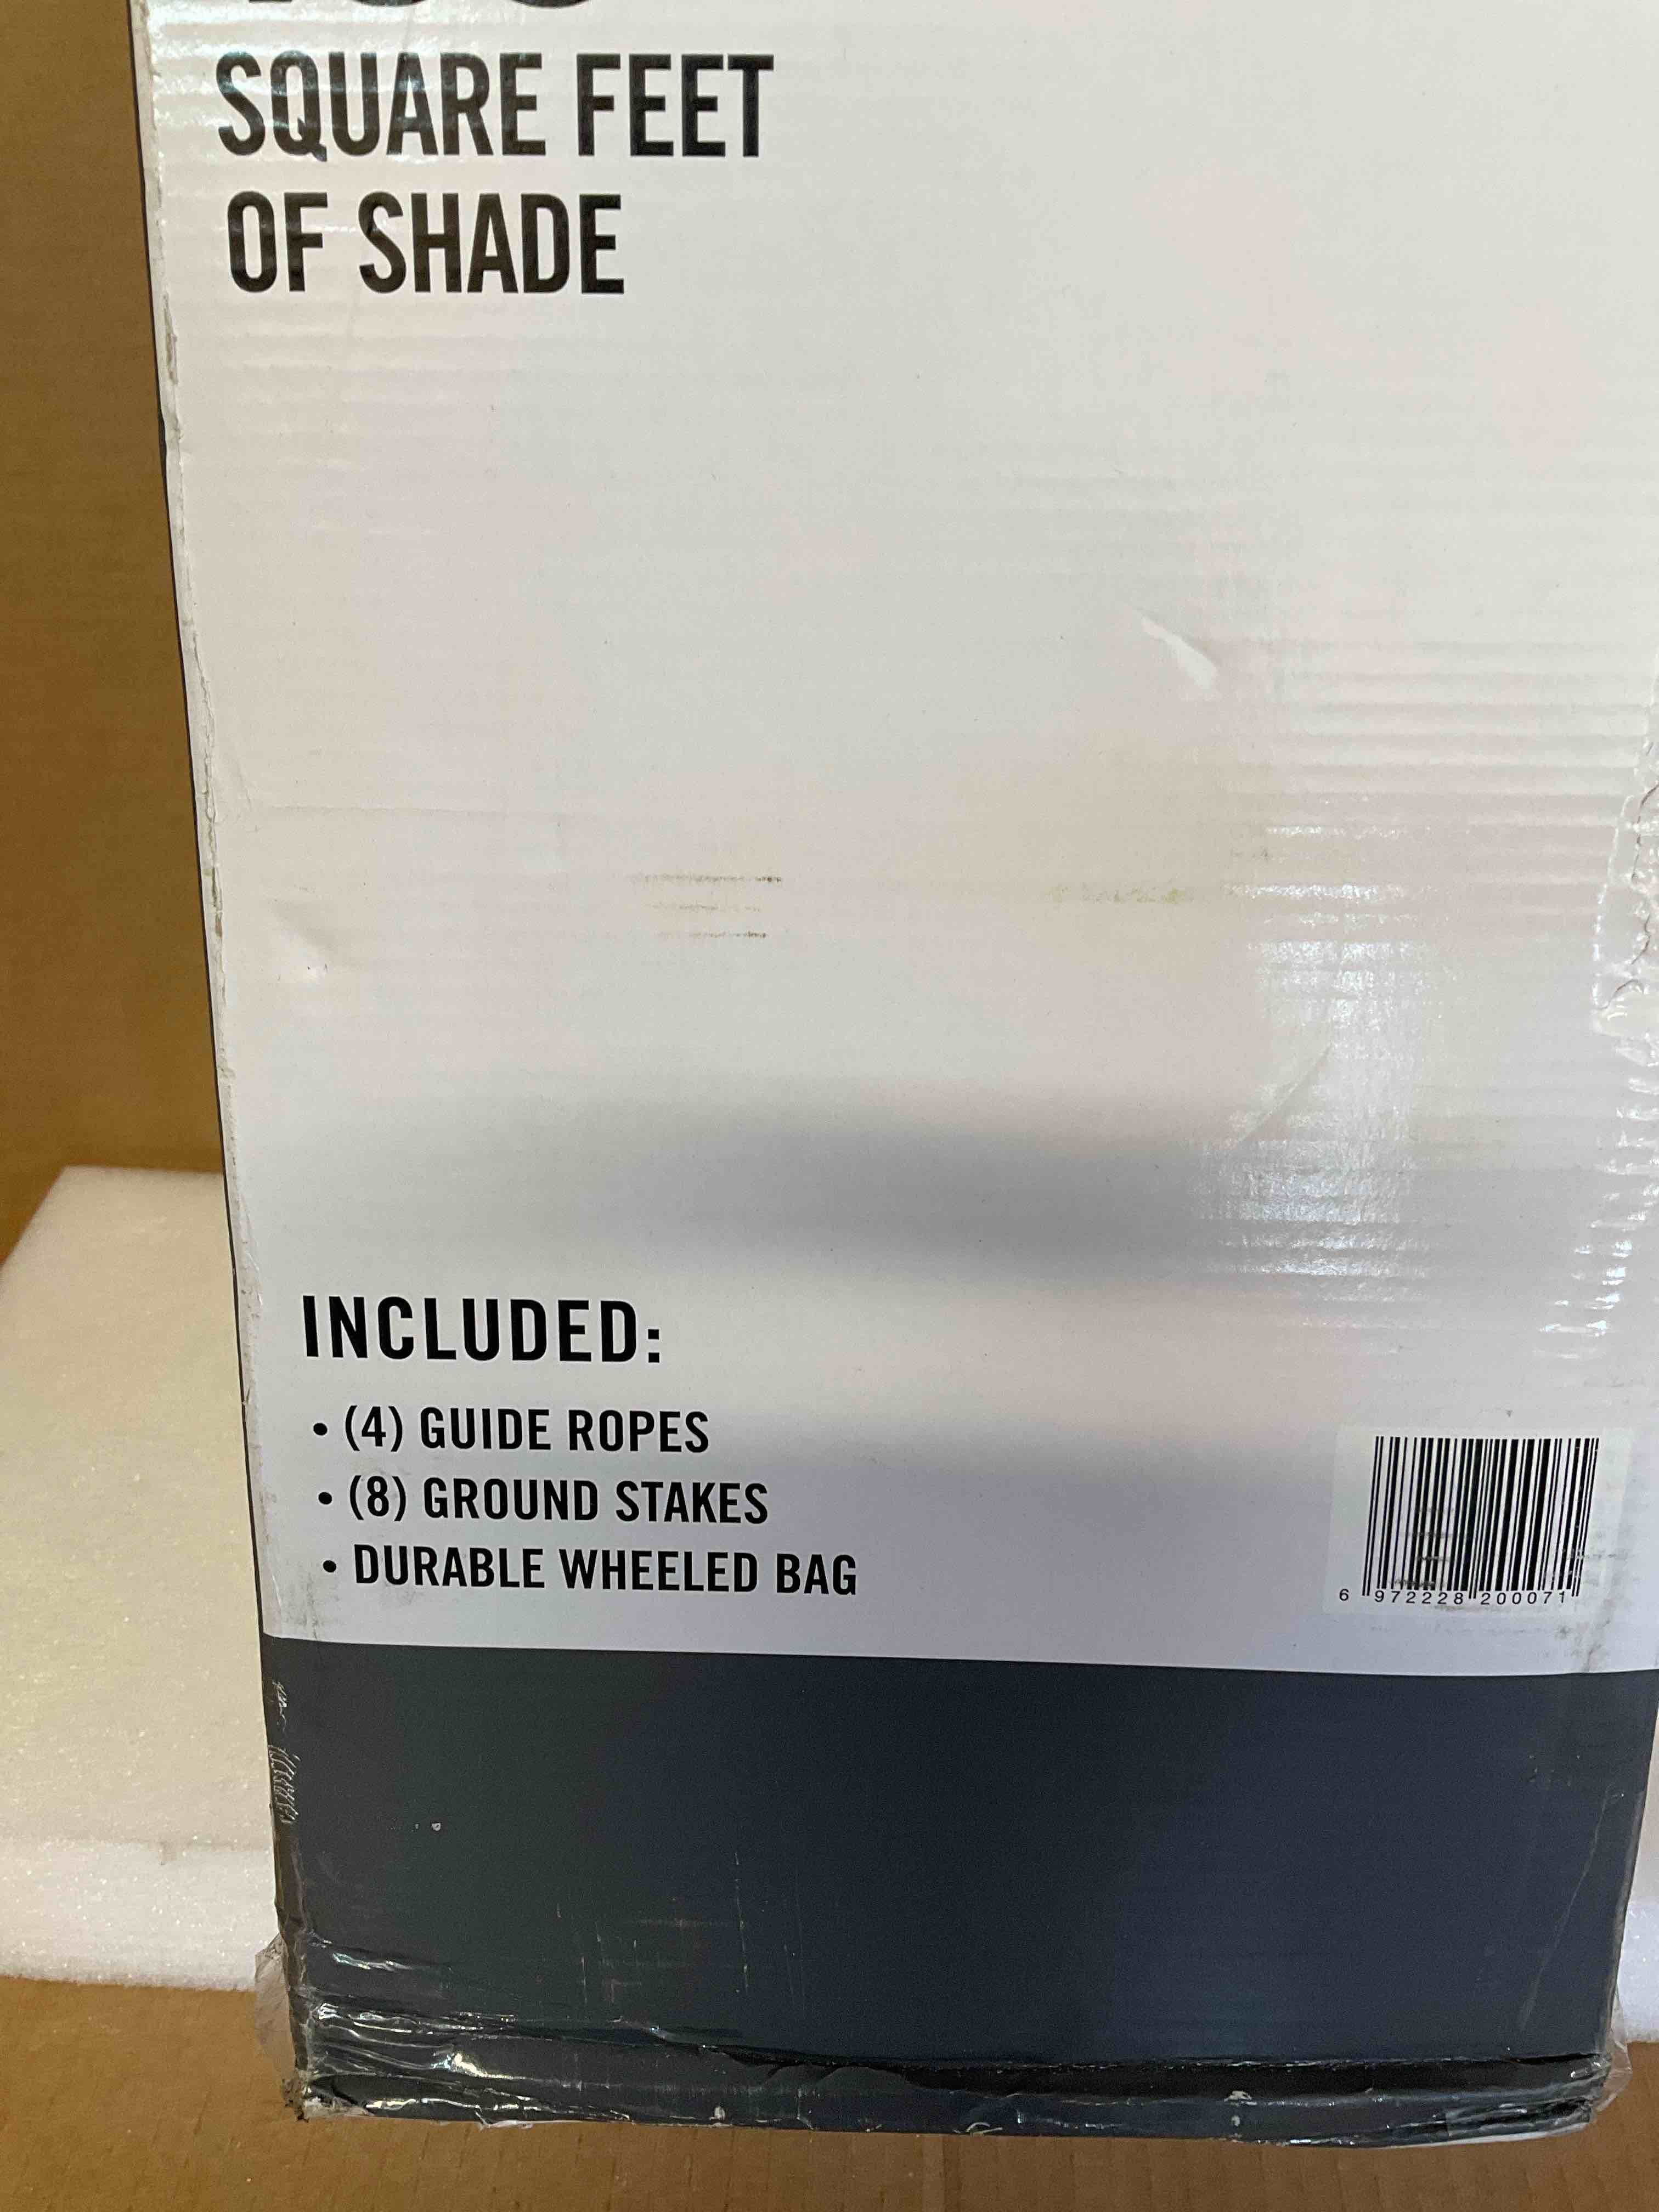 SQUARE FEET
OF SHADE
INCLUDED:
• (4) GUIDE ROPES
• (8) GROUND STAKES
• DURABLE WHEELED BAG
6 972228 200071